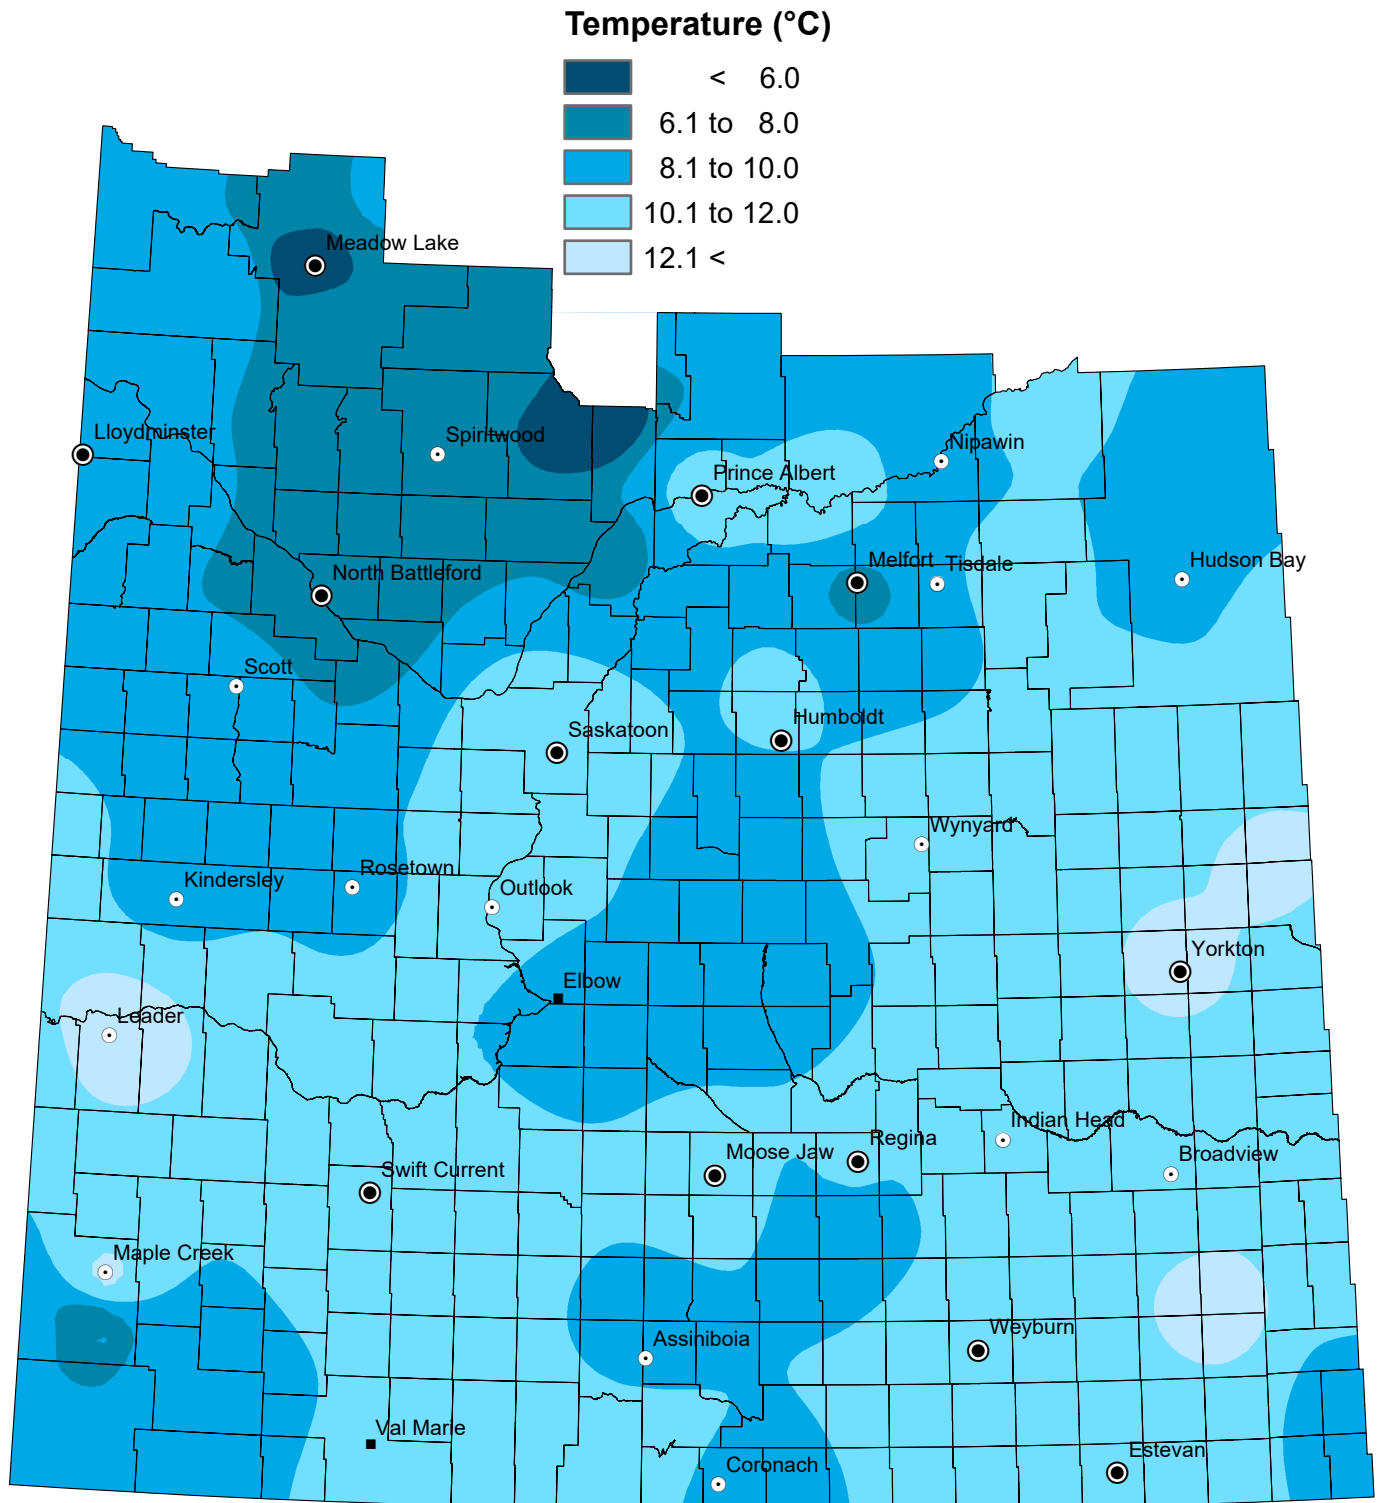 Temperature (°C)
< 6.0
6.1 to 8.0
8.1 to 10.0
10.1 to 12.0
12.1 <
Meadow Lake
Lloydminster
Spiritwood
Nipawin
Prince Albert
Melfort
Tisdale
Hudson Bay
North Battleford
Scott
Humboldt
Saskatoon
Wynyard
Rosetown
Kindersley
Outlook
Yorkton
Elbow
Leader
Indian Head
Regina
Moose Jaw
Broadview
Swift Current
Maple Creek
Weyburn
Assiniboia
Val Marie
Estevan
Coronach